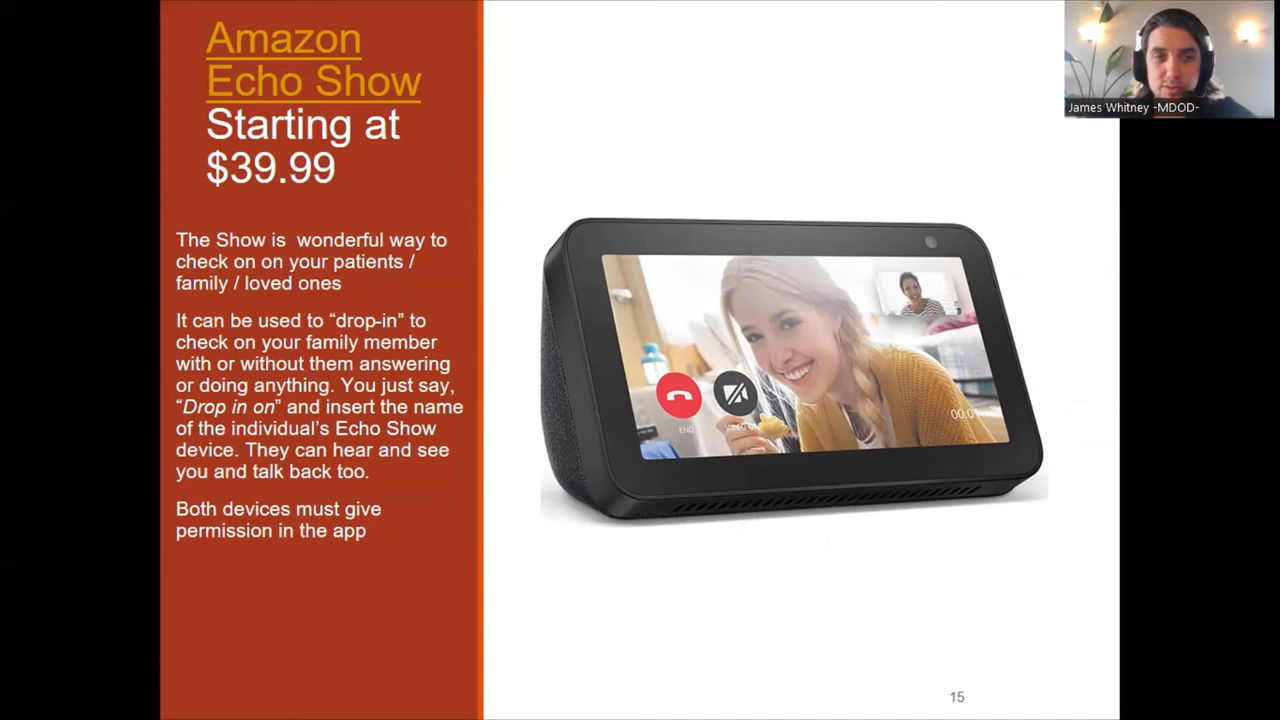 Amazon
Echo Show
Starting at
$39.99
The Show is  wonderful way to
check on on your patients /
family / loved ones
It can be used to “drop-in” to
check on your family member
with or without them answering
or doing anything. You just say,
“Drop in on” and insert the name
of the individual’s Echo Show
device. They can hear and see
you and talk back too.
Both devices must give
permission in the app
James Whitney -MDOD-
END
VIDEO
15